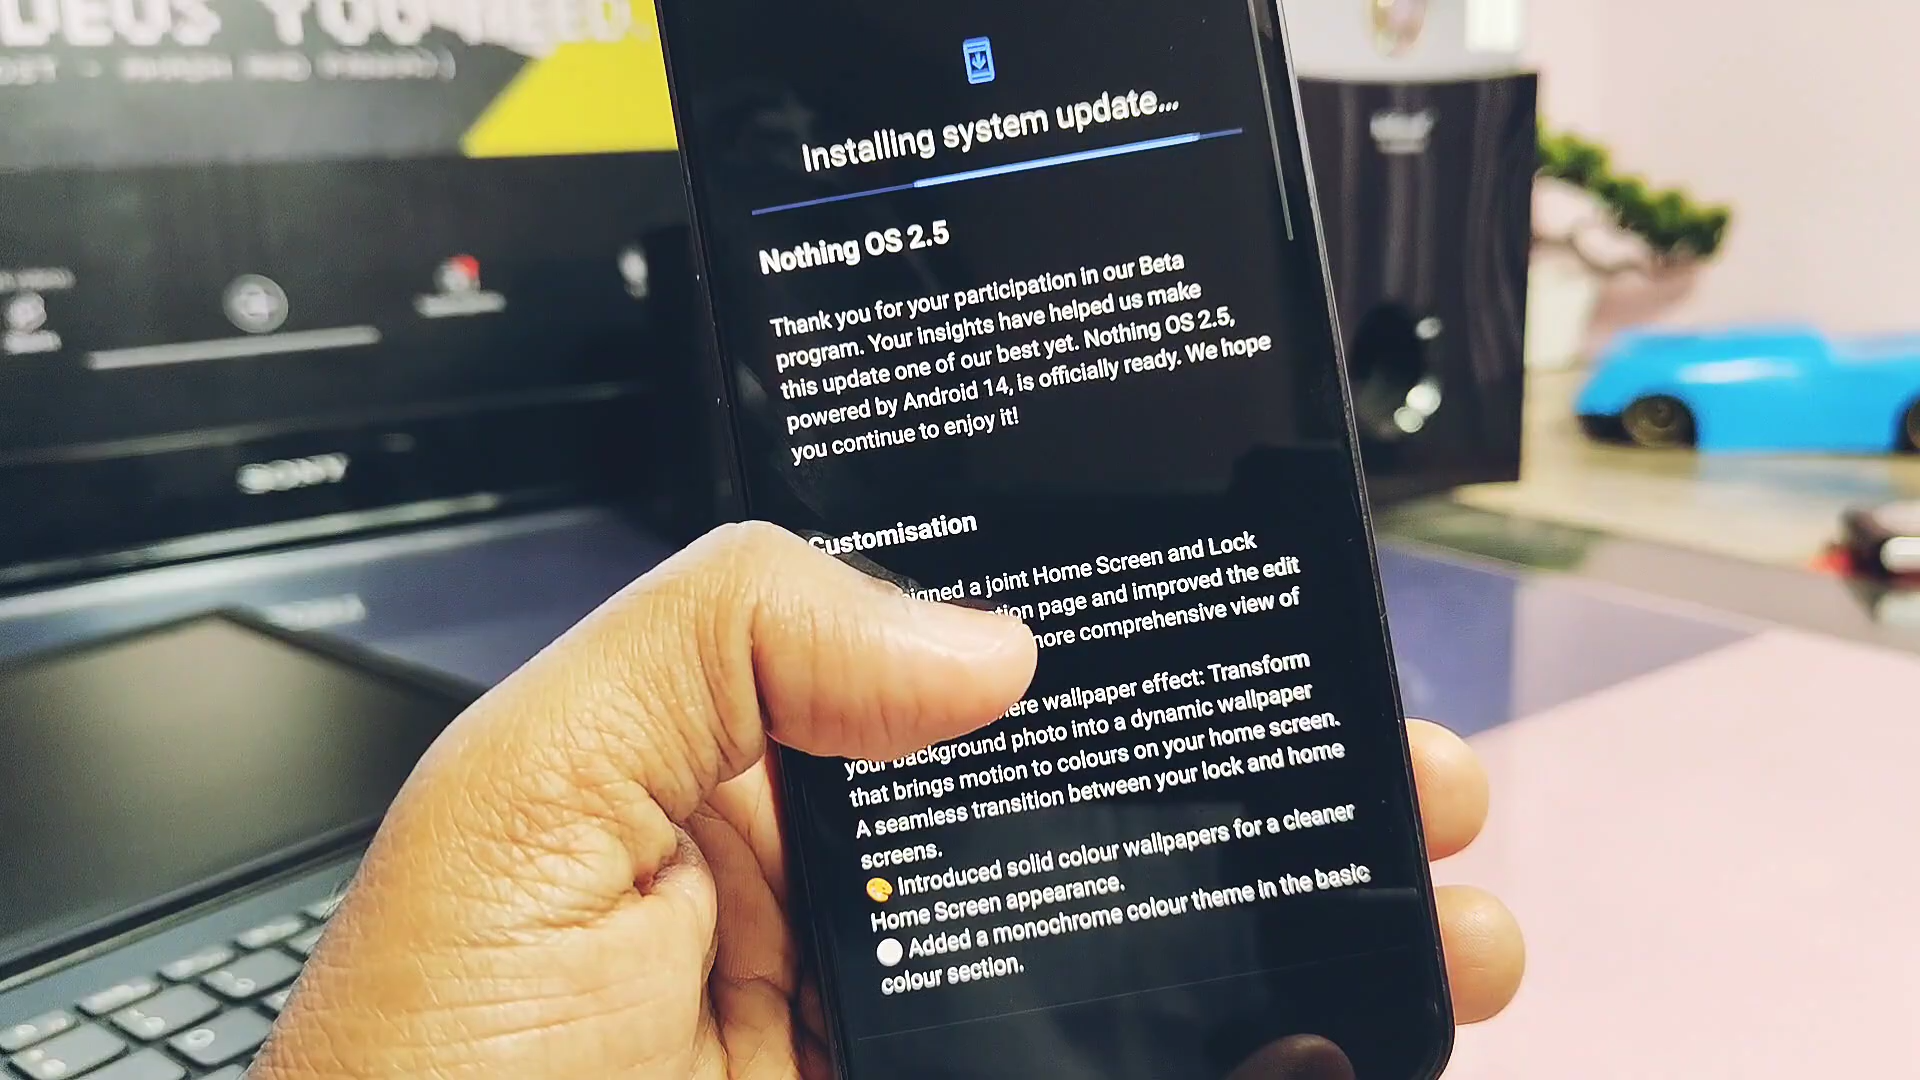 YOU NEED.
Installing system update...
Nothing OS 2.5
Thank you for your participation in our Beta
program. Your insights have helped us make
this update one of our best yet. Nothing OS 2.5,
powered by Android 14, is officially ready. We hope
you continue to enjoy it!
Customisation
a joint Home Screen and Lock
page and improved the edit
comprehensive view of
wallpaper effect: Transform
your background photo into a dynamic wallpaper
that brings motion to colours on your home screen.
A seamless transition between your lock and home
screens.
🎨 Introduced solid colour wallpapers for a cleaner
Home Screen appearance.
⚪ Added a monochrome colour theme in the basic
colour section.
SONY